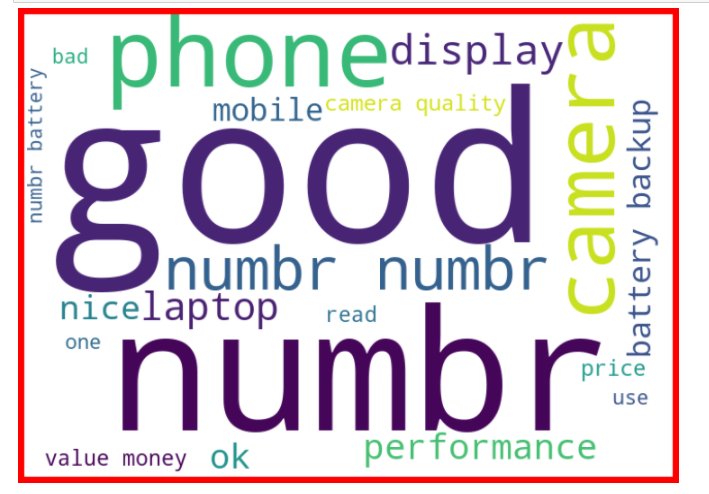 phone
display
camera
bad
numbr battery
mobile
camera quality
good
battery backup
numbr numbr
nice
laptop
read
one
numbr
price
use
performance
value money
ok